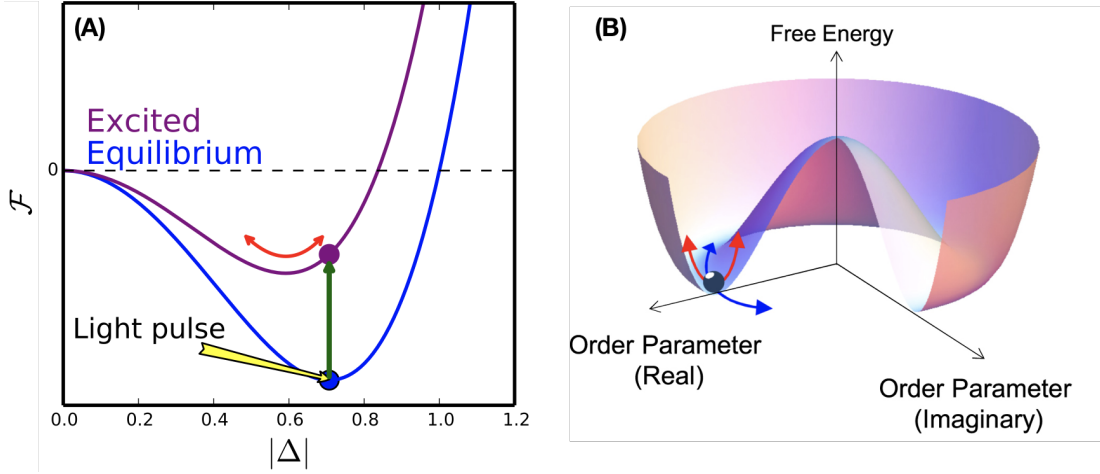 (A)
Excited
Equilibrium
0
ℱ
Light pulse
0.0 0.2 0.4 0.6 0.8 1.0 1.2
|Δ|
(B)
Free Energy
Order Parameter
(Real)
Order Parameter
(Imaginary)